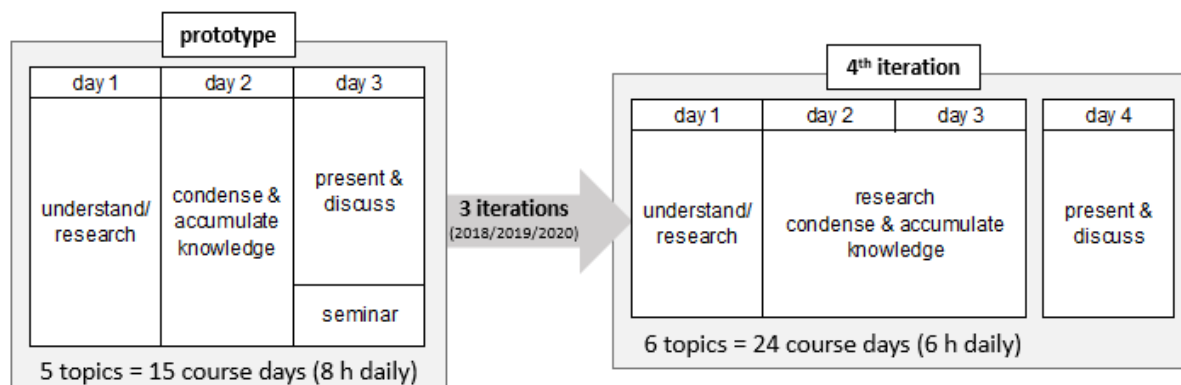 prototype
day 1
day 2
day 3
understand/
research
condense &
accumulate
knowledge
present &
discuss
seminar
5 topics = 15 course days (8 h daily)
3 iterations
(2018/2019/2020)
4th iteration
day 1
day 2
day 3
day 4
understand/
research
research
condense & accumulate
knowledge
present &
discuss
6 topics = 24 course days (6 h daily)